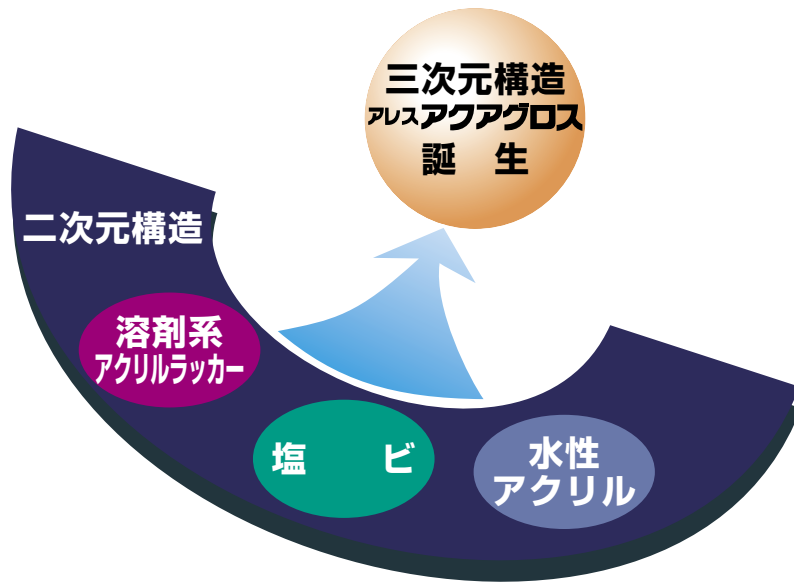 三次元構造
アレスアクアグロス
誕　生
二次元構造
溶剤系
アクリルラッカー
塩　ビ
水性
アクリル